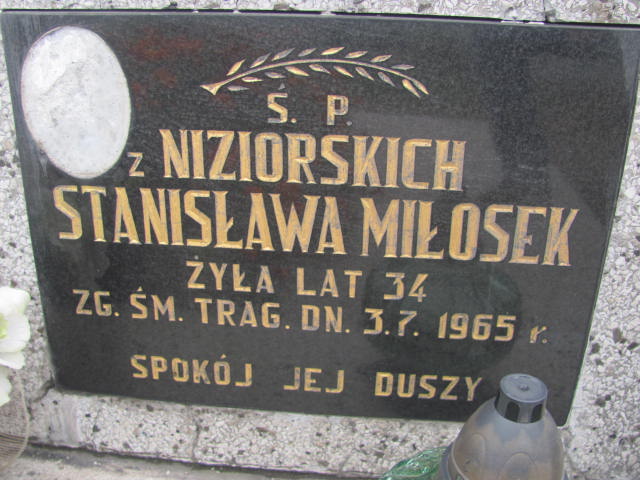 Ś. P.
z NIZIORSKICH
STANISŁAWA MIŁOSEK
ŻYŁA LAT 34
ZG. ŚM. TRAG. DN. 3.7. 1965 r.
SPOKÓJ JEJ DUSZY